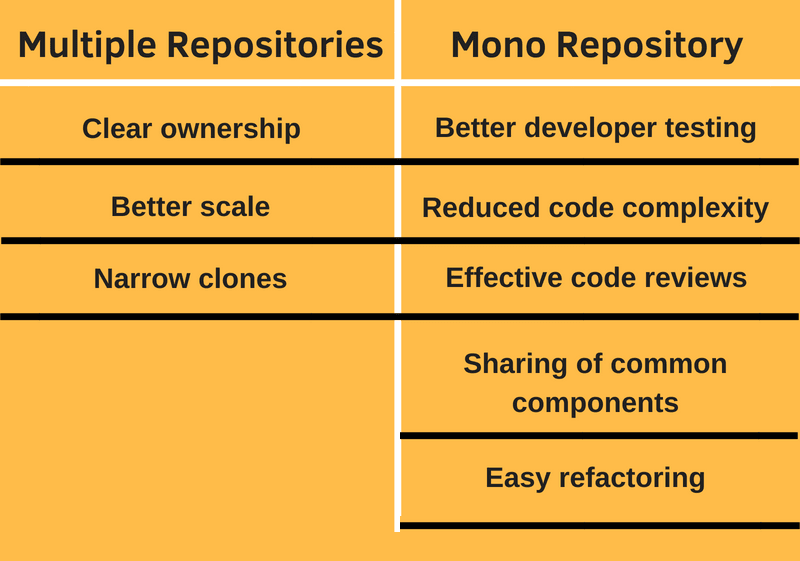 Multiple Repositories
Mono Repository
Clear ownership
Better developer testing
Better scale
Reduced code complexity
Narrow clones
Effective code reviews
Sharing of common
components
Easy refactoring